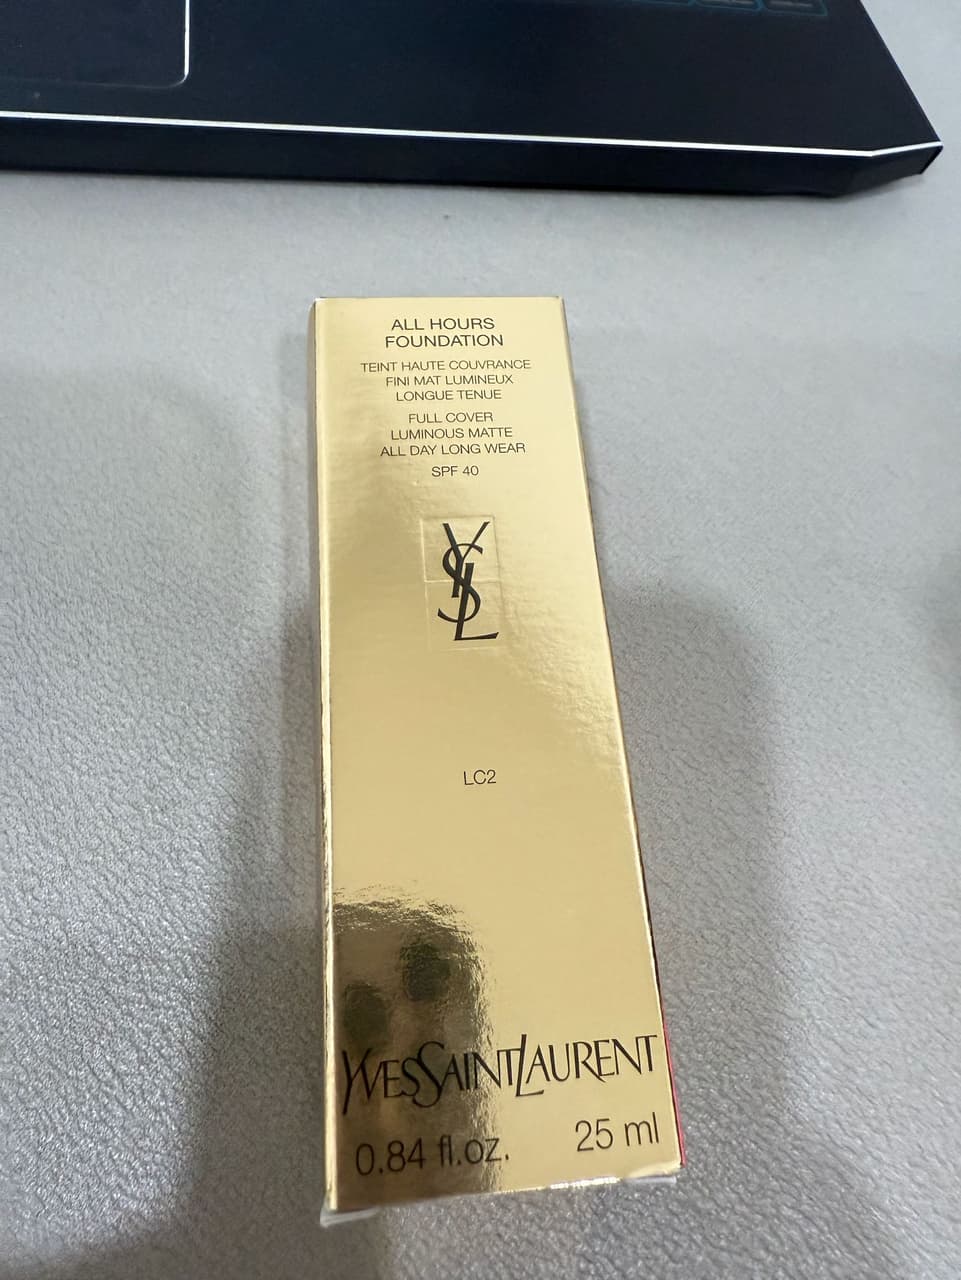 ALL HOURS
FOUNDATION
TEINT HAUTE COUVRANCE
FINI MAT LUMINEUX
LONGUE TENUE
FULL COVER
LUMINOUS MATTE
ALL DAY LONG WEAR
SPF 40
YSL
LC2
YVESSAINTLAURENT
0.84 fl.oz. 25 ml